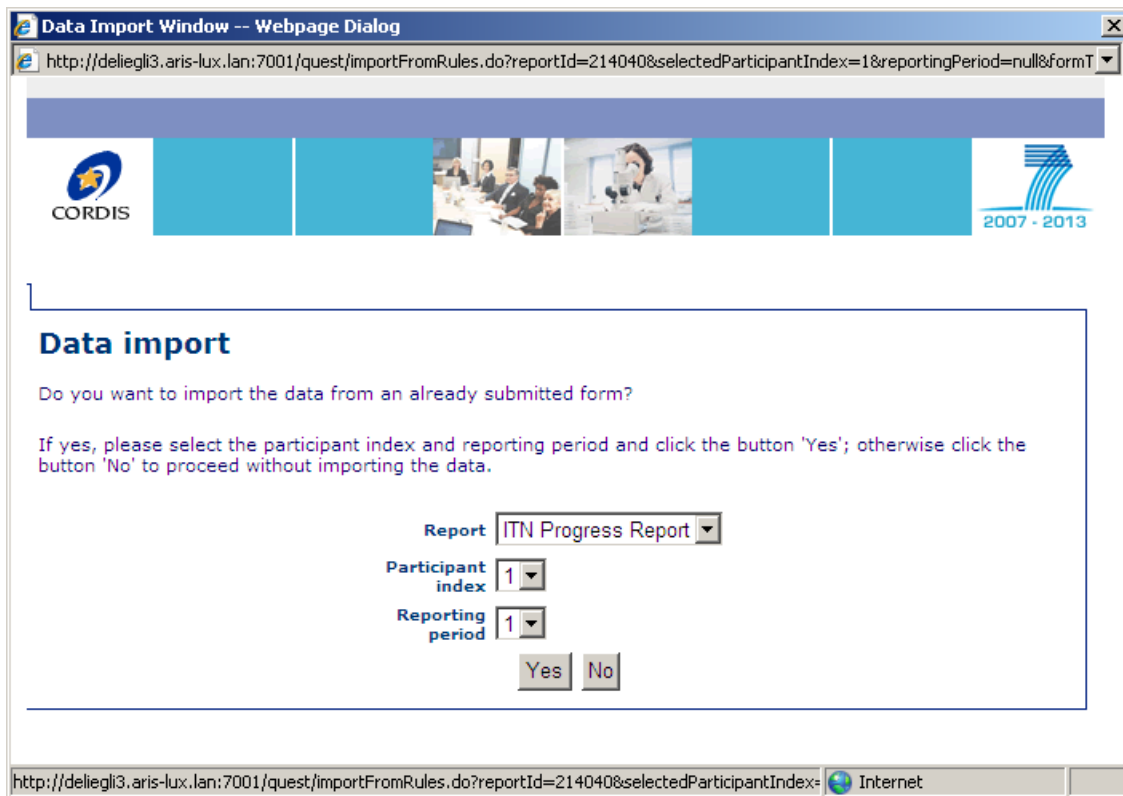 Data Import Window -- Webpage Dialog
http://deliegli3.aris-lux.lan:7001/quest/importFromRules.do?reportId=214040&selectedParticipantIndex=1&reportingPeriod=null&formT
CORDIS
2007 - 2013
Data import
Do you want to import the data from an already submitted form?
If yes, please select the participant index and reporting period and click the button 'Yes'; otherwise click the
button 'No' to proceed without importing the data.
Report ITN Progress Report
Participant
index 1
Reporting
period 1
Yes No
http://deliegli3.aris-lux.lan:7001/quest/importFromRules.do?reportId=214040&selectedParticipantIndex= Internet